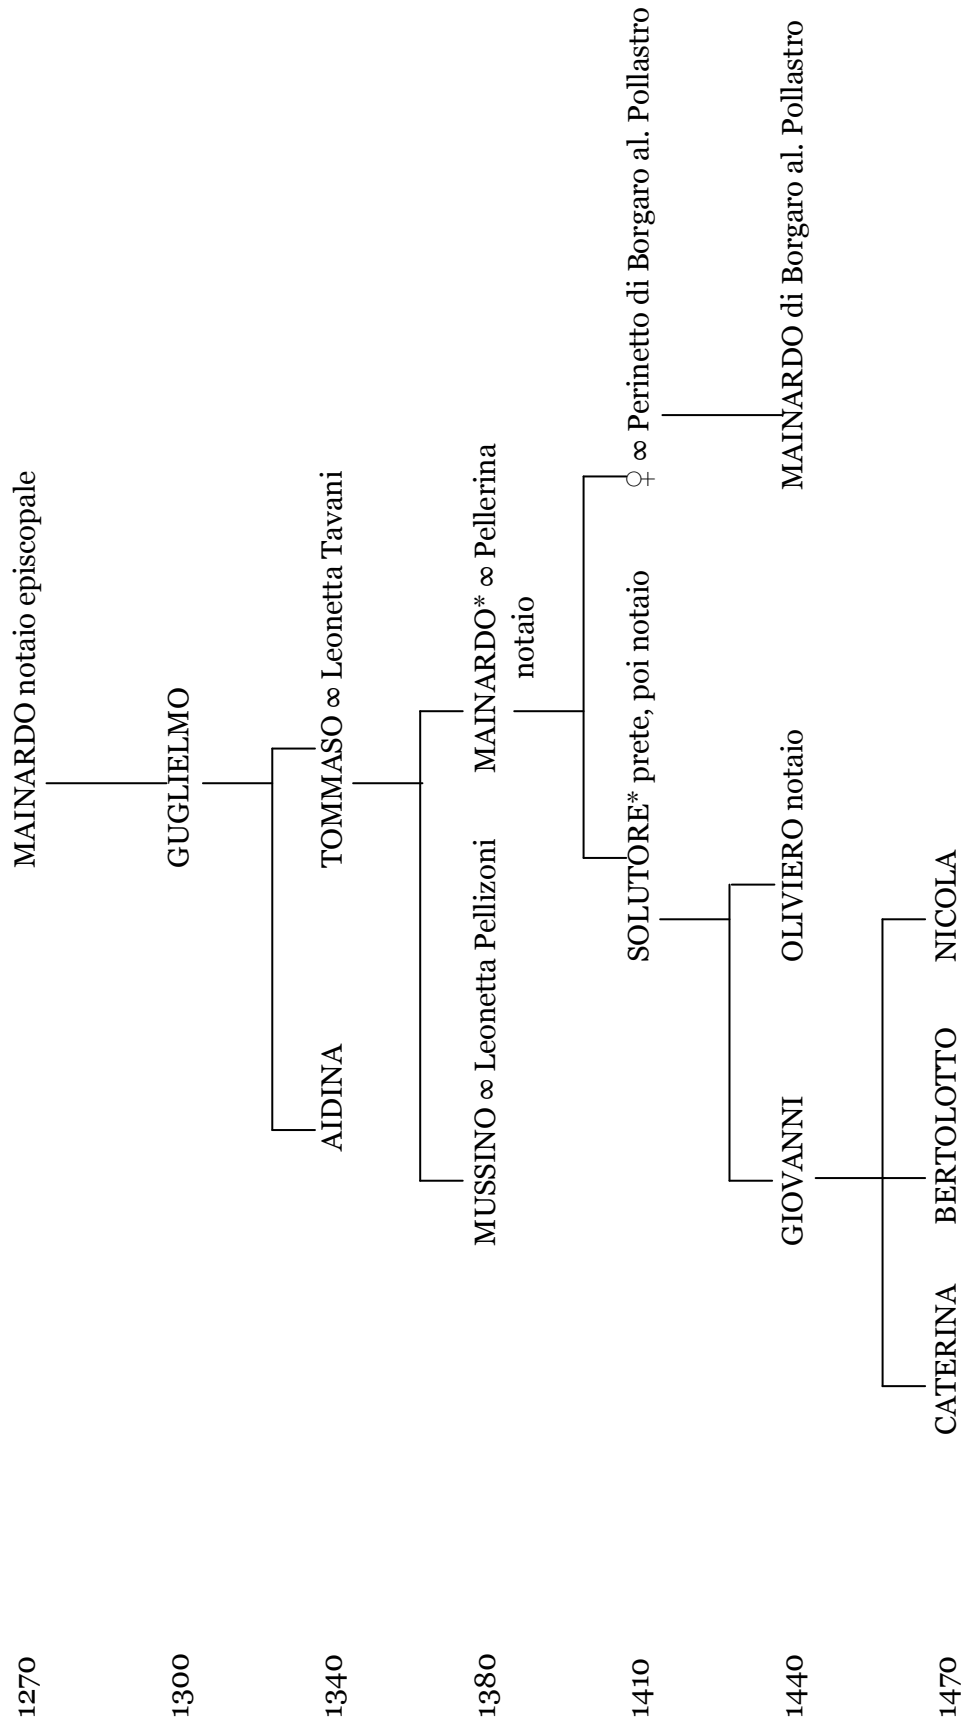 1270
MAINARDO notaio episcopale
1300
GUGLIELMO
1340
AIDINA
TOMMASO ∞ Leonetta Tavani
1380
MUSSINO ∞ Leonetta Pellizoni
MAINARDO* ∞ Pellerina
notaio
1410
SOLUTORE* prete, poi notaio
♀ ∞ Perinetto di Borgaro al. Pollastro
1440
GIOVANNI
OLIVIERO notaio
MAINARDO di Borgaro al. Pollastro
1470
CATERINA
BERTOLOTTO
NICOLA